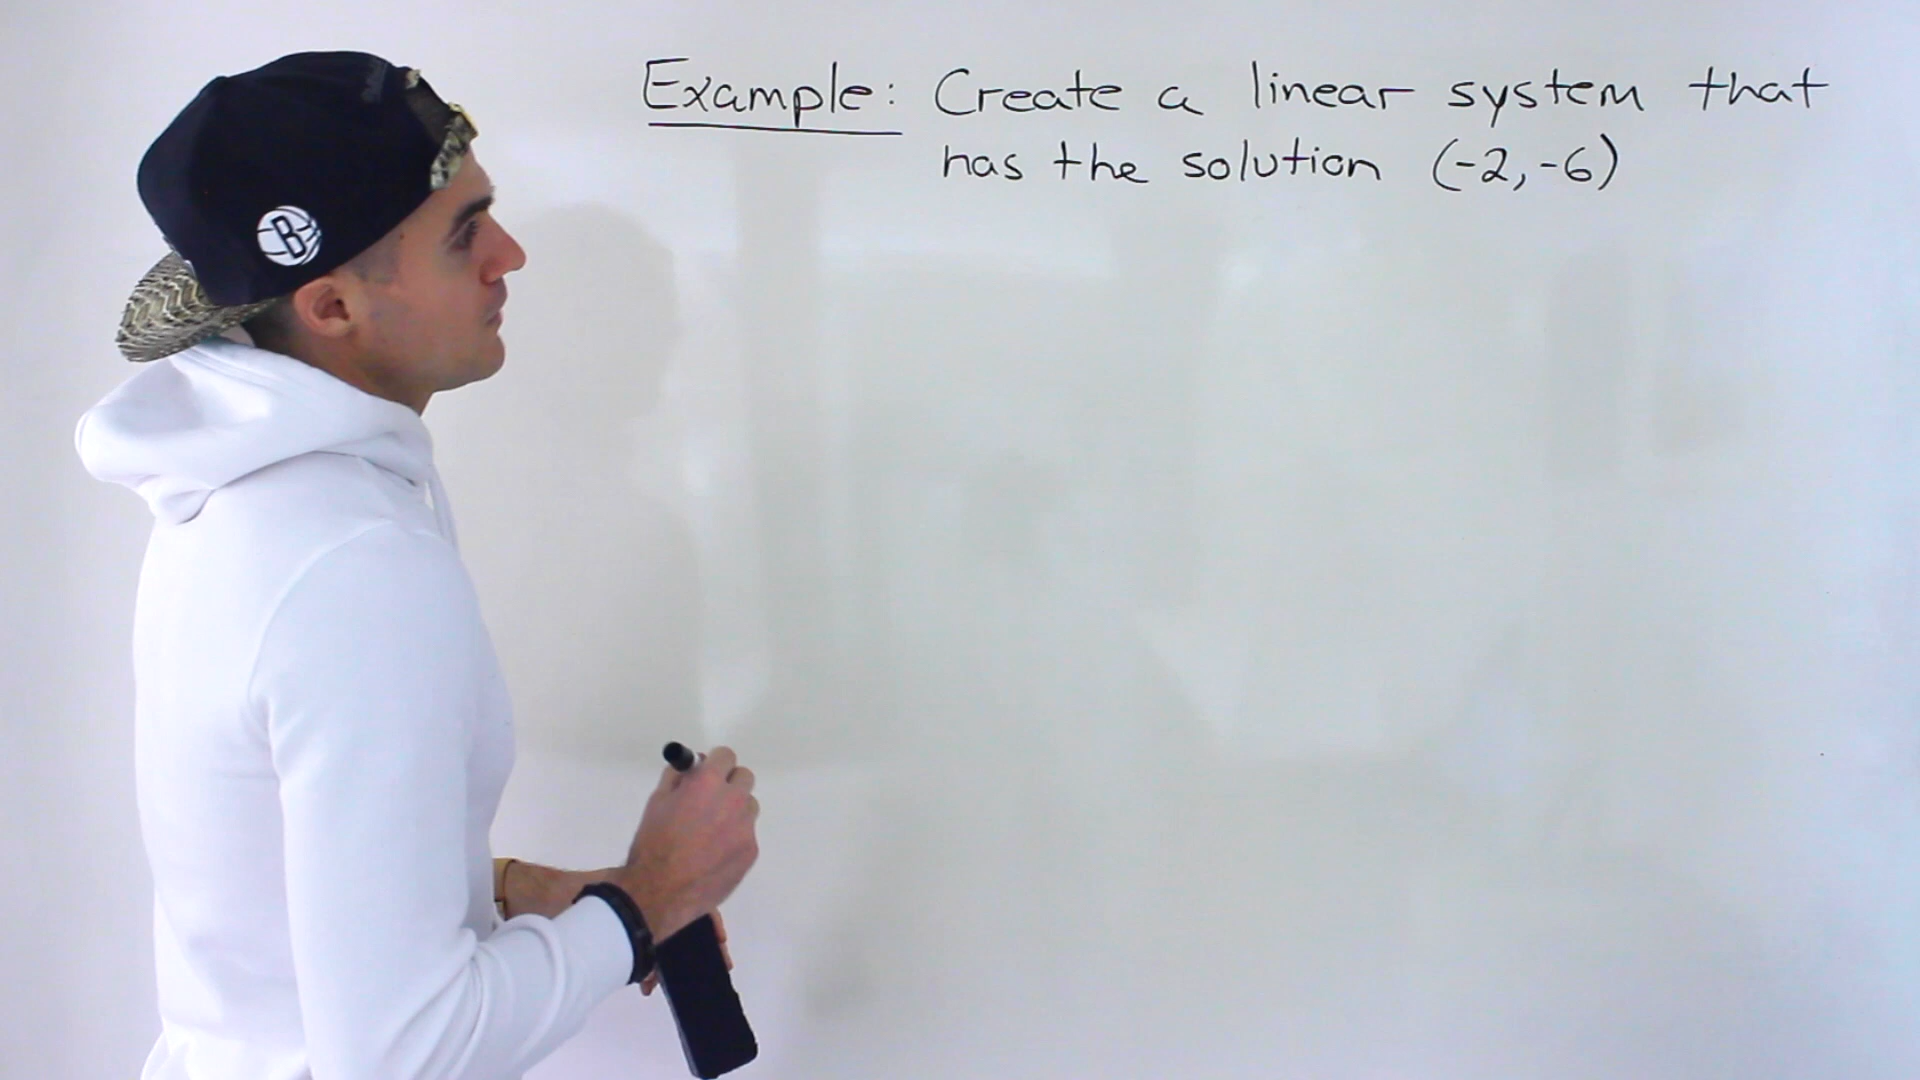 Example: Create a linear system that
has the solution (-2,-6)
B